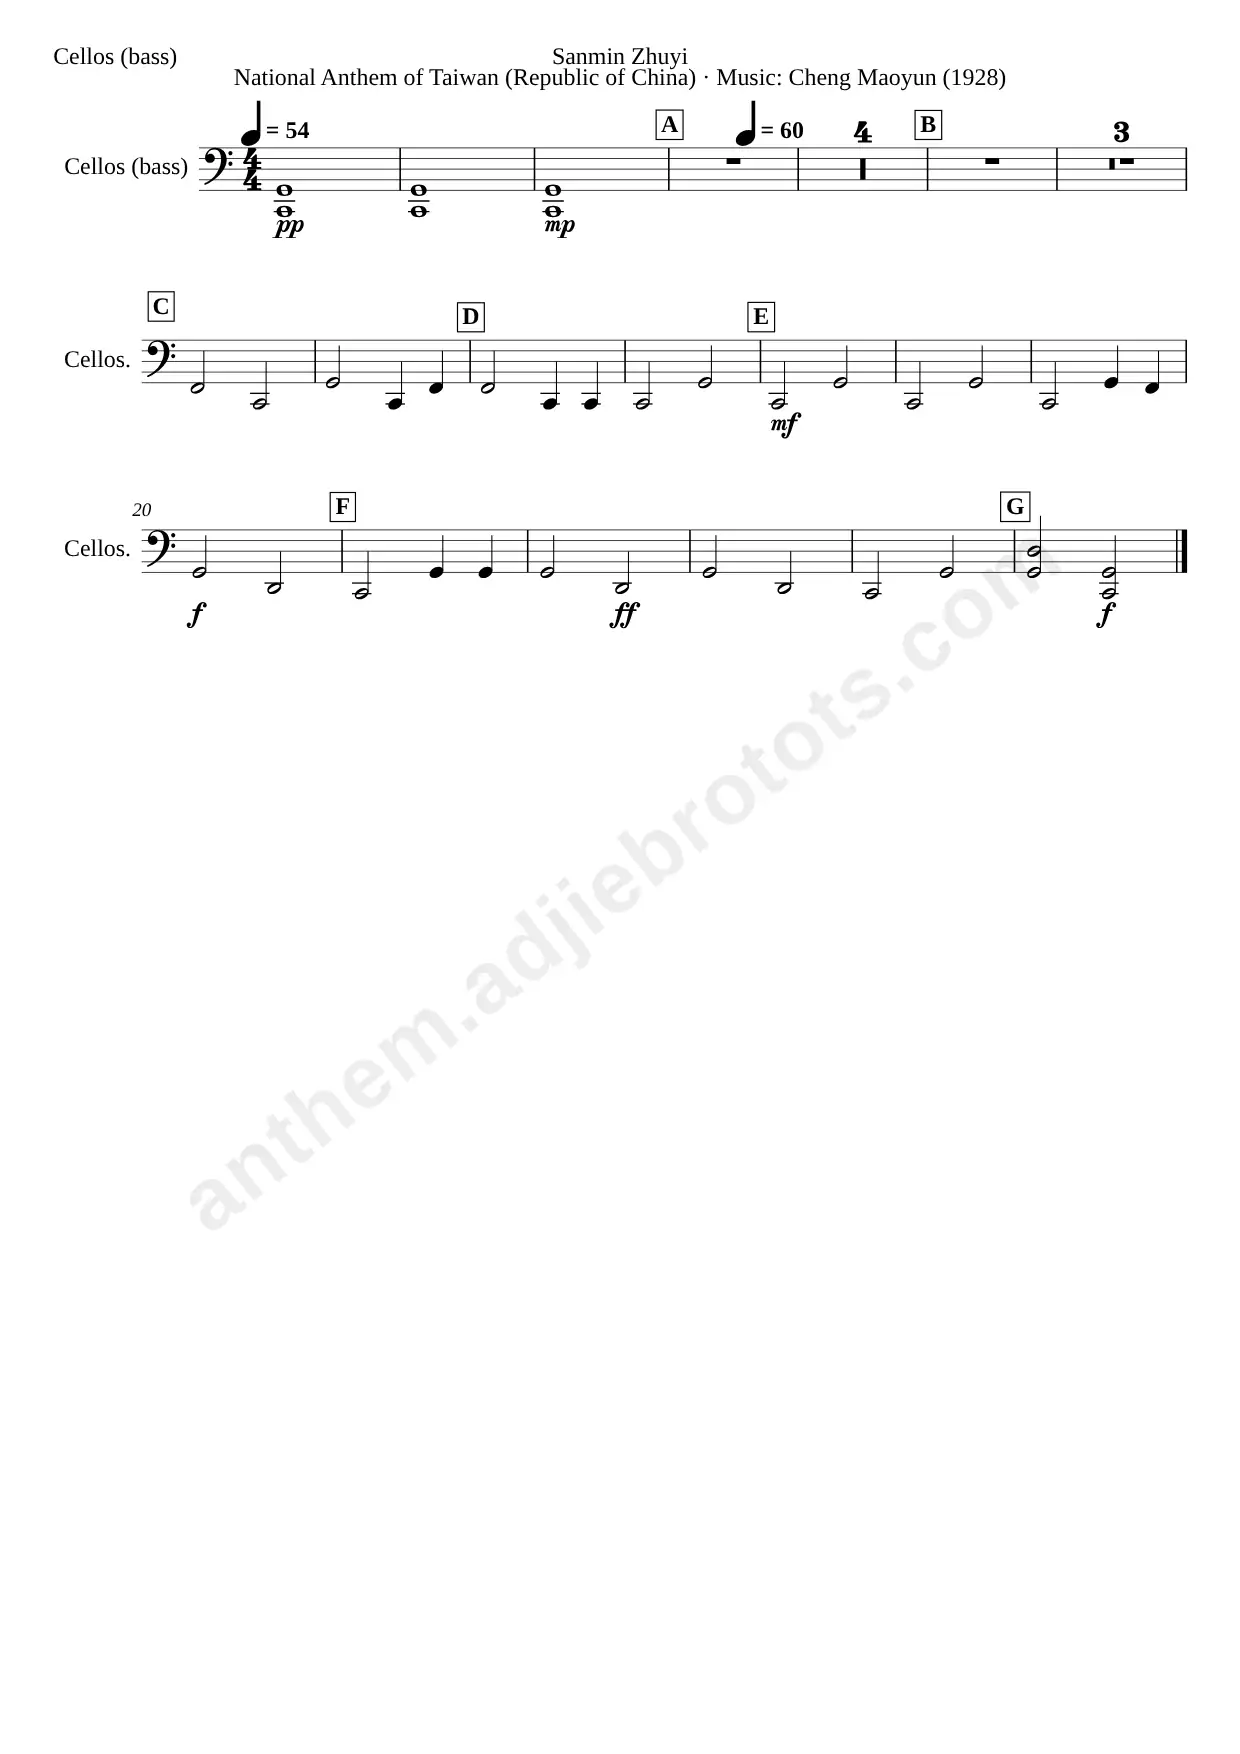 Cellos (bass)
Sanmin Zhuyi
National Anthem of Taiwan (Republic of China) · Music: Cheng Maoyun (1928)
= 54
A
= 60
4
B
3
Cellos (bass)
4
4
pp
mp
C
D
E
Cellos.
mf
20
F
G
Cellos.
f
ff
f
anthem.adjiebrotots.com